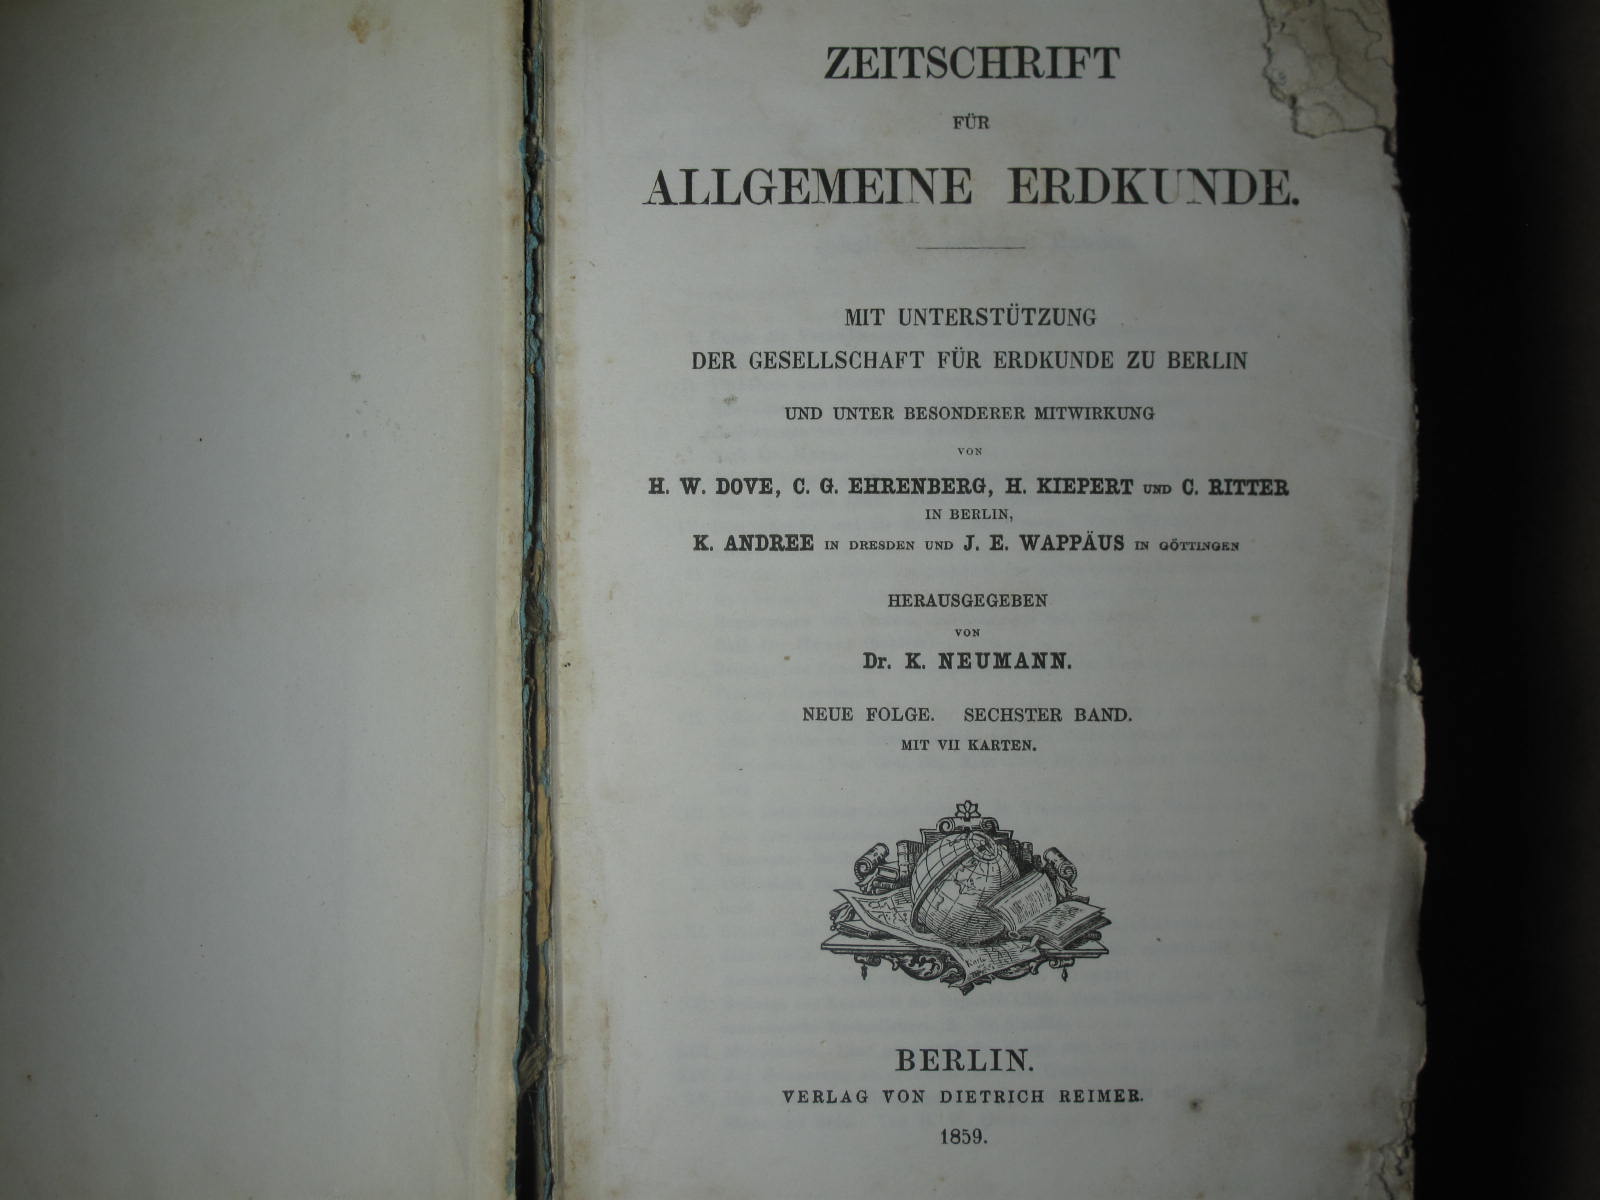 ZEITSCHRIFT
FÜR
ALLGEMEINE ERDKUNDE.
MIT UNTERSTÜTZUNG
DER GESELLSCHAFT FÜR ERDKUNDE ZU BERLIN
UND UNTER BESONDERER MITWIRKUNG
VON
H. W. DOVE, C. G. EHRENBERG, H. KIEPERT UND C. RITTER
IN BERLIN,
K. ANDREE IN DRESDEN UND J. E. WAPPÄUS IN GÖTTINGEN
HERAUSGEGEBEN
VON
Dr. K. NEUMANN.
NEUE FOLGE. SECHSTER BAND.
MIT VII KARTEN.
BERLIN.
VERLAG VON DIETRICH REIMER.
1859.